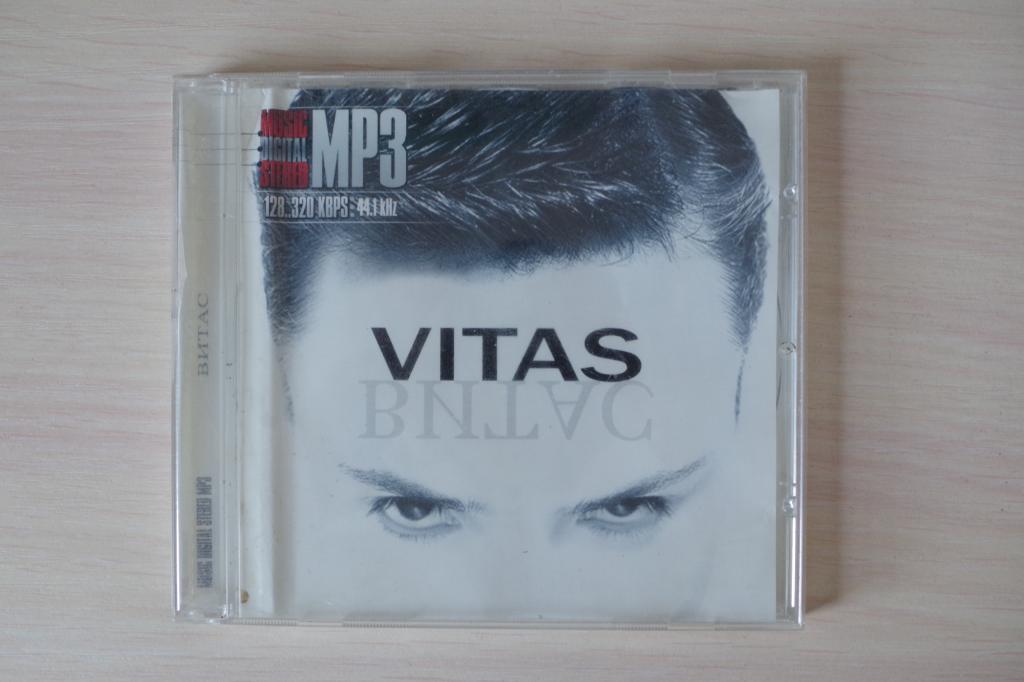 MUSIC
DIGITAL
STEREO
MP3
128..320 KBPS : 44.1 kHz
VITAS
ВИТАС
ВИТАС
MUSIC DIGITAL STEREO MP3